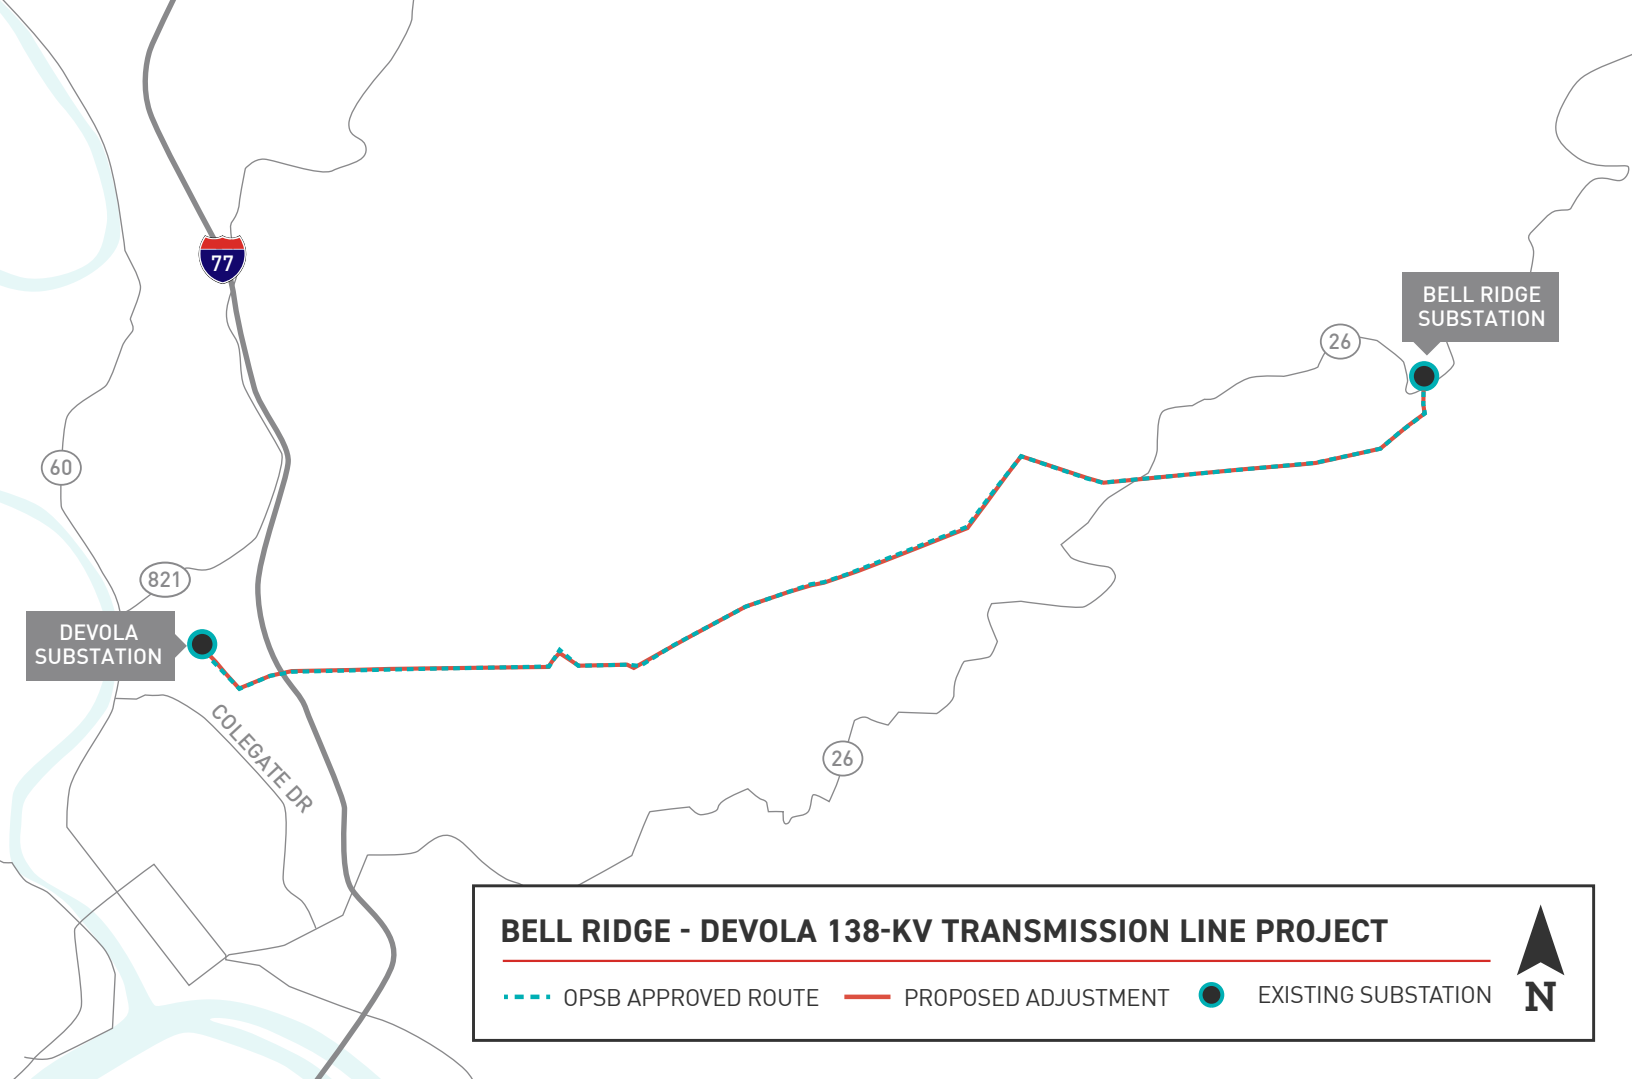 77
BELL RIDGE
SUBSTATION
26
60
821
DEVOLA
SUBSTATION
COLEGATE DR
26
BELL RIDGE - DEVOLA 138-KV TRANSMISSION LINE PROJECT
OPSB APPROVED ROUTE
PROPOSED ADJUSTMENT
EXISTING SUBSTATION
N